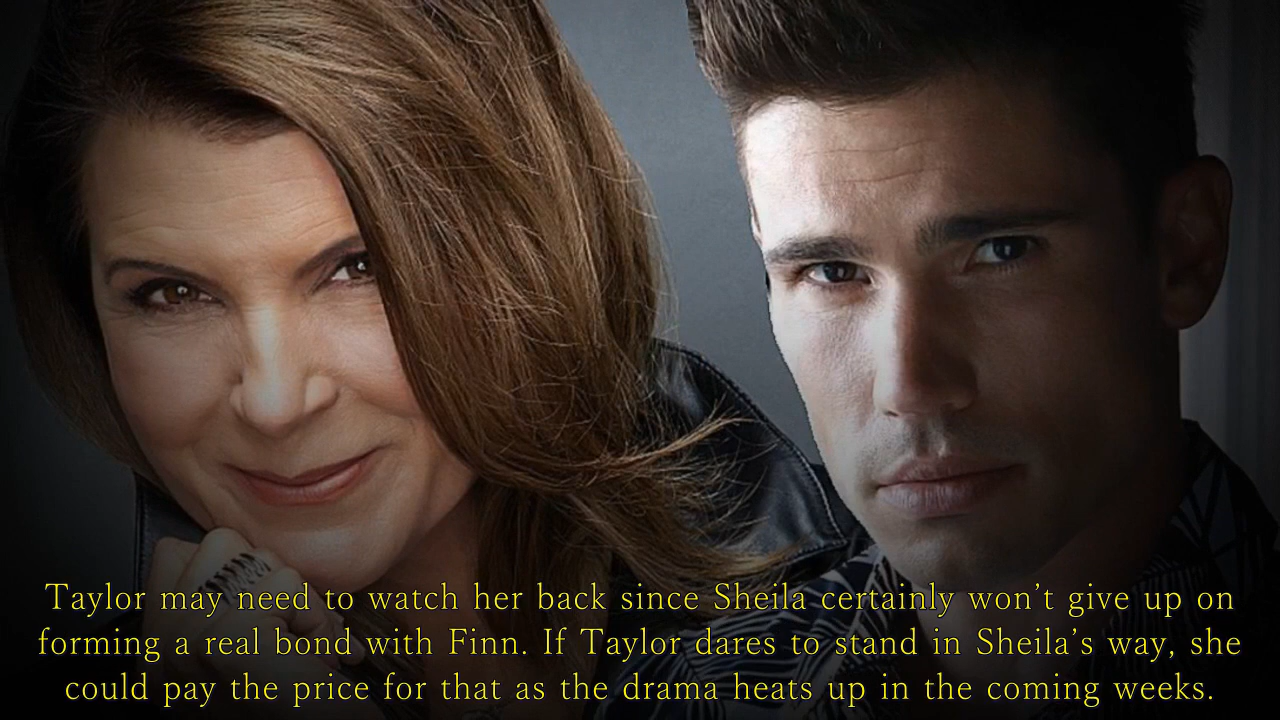 Taylor may need to watch her back since Sheila certainly won’t give up on
forming a real bond with Finn. If Taylor dares to stand in Sheila’s way, she
could pay the price for that as the drama heats up in the coming weeks.